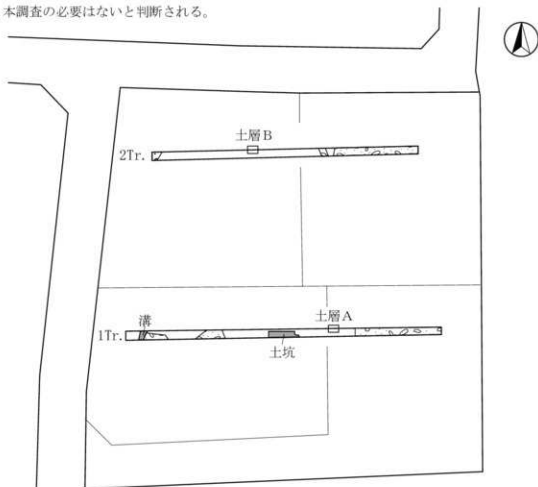 本調査の必要はないと判断される。
土層B
2Tr.
溝
土層A
1Tr.
土坑